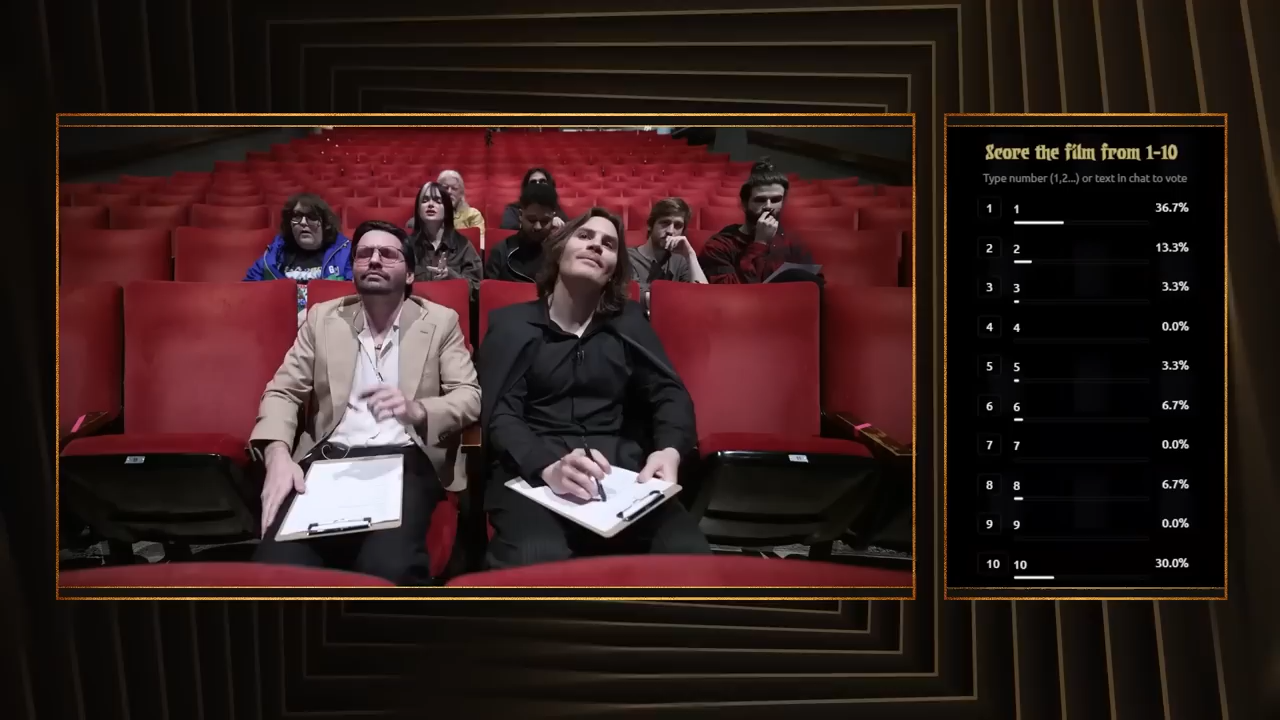 Score the film from 1-10
Type number (1,2...) or text in chat to vote
1 1 36.7%
2 2 13.3%
3 3 3.3%
4 4 0.0%
5 5 3.3%
6 6 6.7%
7 7 0.0%
8 8 6.7%
9 9 0.0%
10 10 30.0%